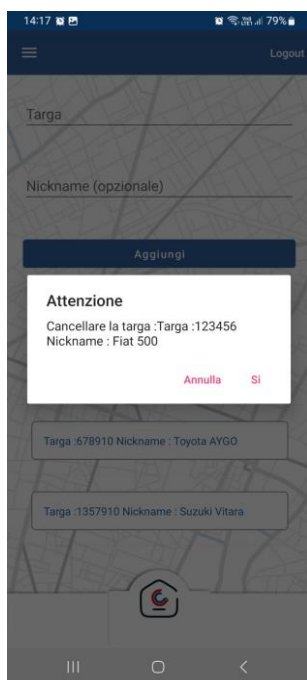 14:17 79%
Logout
Targa
Nickname (opzionale)
Aggiungi
Attenzione
Cancellare la targa :Targa :123456
Nickname : Fiat 500
Annulla Sì
Targa :678910 Nickname : Toyota AYGO
Targa :1357910 Nickname : Suzuki Vitara